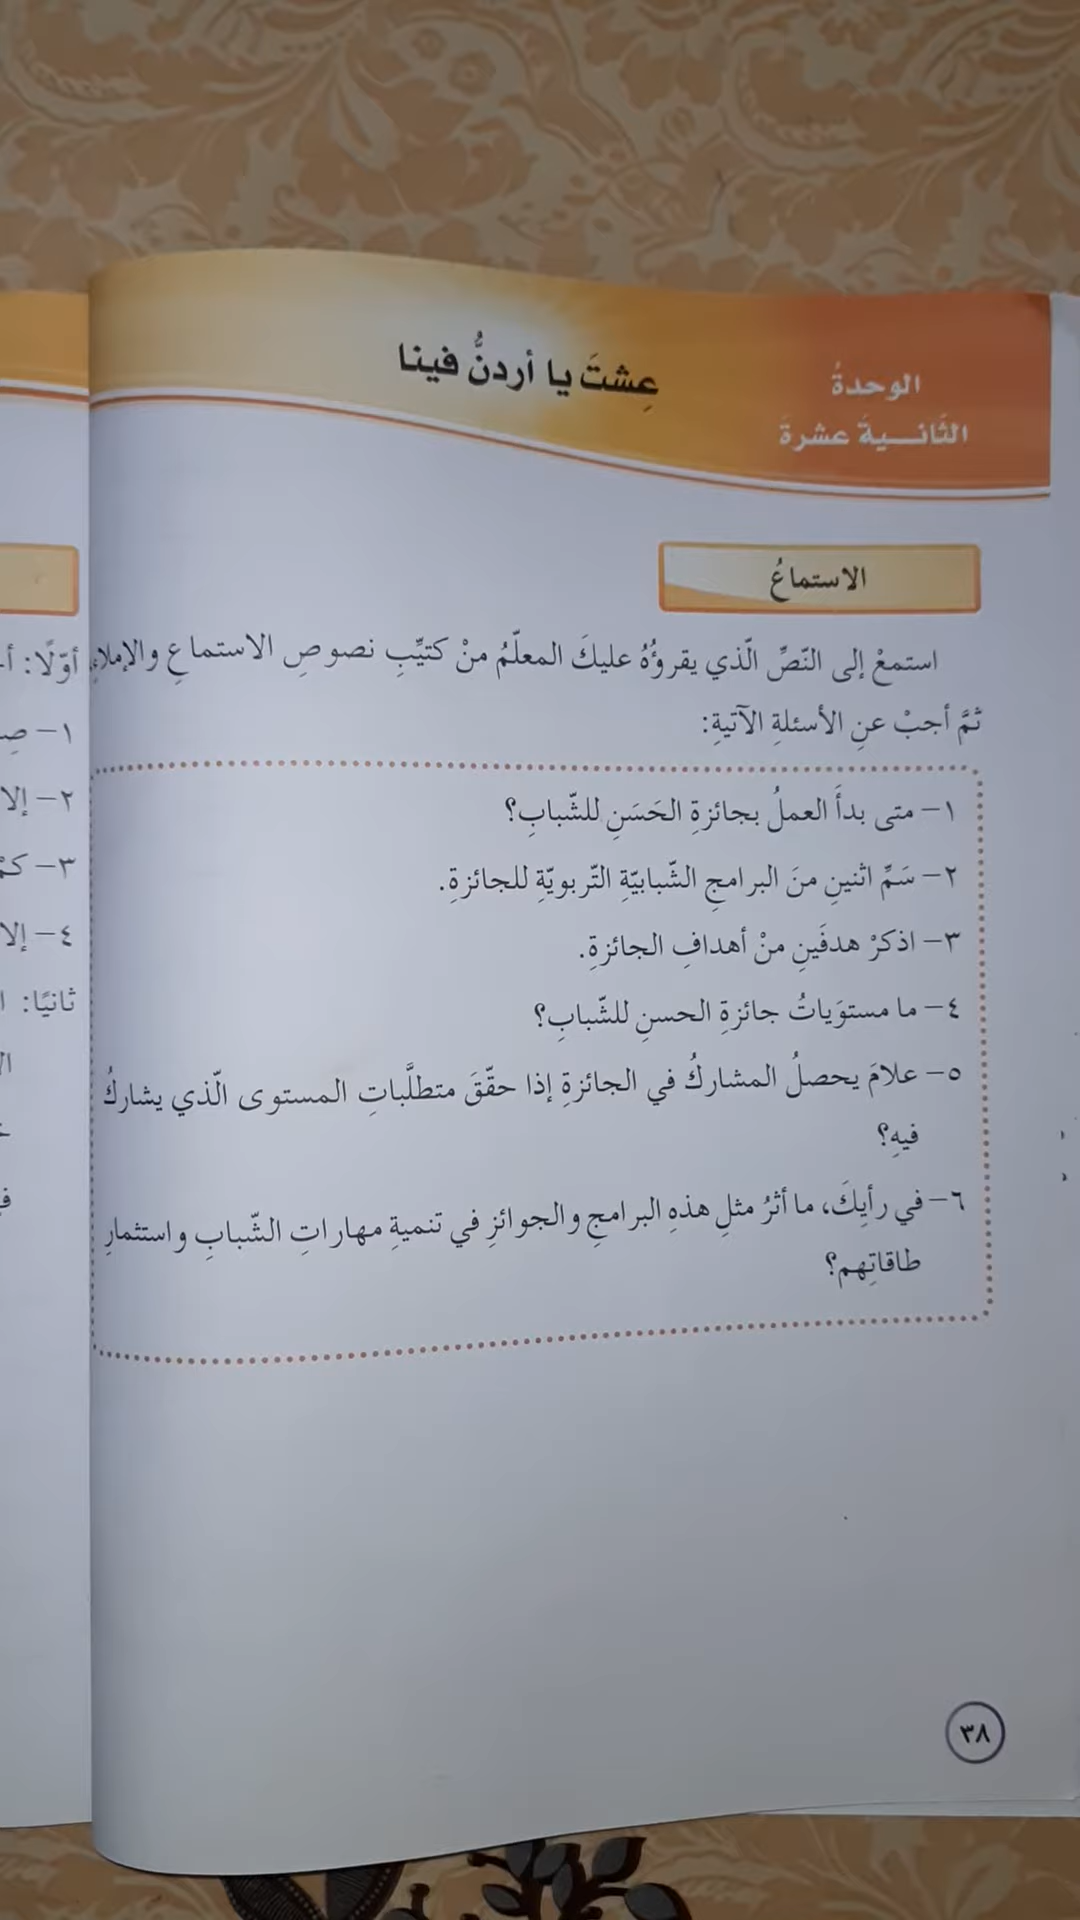 الوحدةُ
الثّانـــيةَ عشرةَ
عِشتَ يا أردنُّ فينا
الاستماعُ
استمعْ إلى النّصِّ الّذي يقرؤُهُ عليكَ المعلّمُ منْ كتيِّبِ نصوصِ الاستماعِ والإملاءِ،
ثمَّ أجبْ عنِ الأسئلةِ الآتيةِ:
١– متى بدأَ العملُ بجائزةِ الحَسَنِ للشّبابِ؟
٢– سَمِّ اثنينِ منَ البرامجِ الشّبابيّةِ التّربويّةِ للجائزةِ.
٣– اذكرْ هدفَينِ منْ أهدافِ الجائزةِ.
٤– ما مستوَياتُ جائزةِ الحسنِ للشّبابِ؟
٥– علامَ يحصلُ المشاركُ في الجائزةِ إذا حقّقَ متطلَّباتِ المستوى الّذي يشاركُ
فيهِ؟
٦– في رأيِكَ، ما أثرُ مثلِ هذهِ البرامجِ والجوائزِ في تنميةِ مهاراتِ الشّبابِ واستثمارِ
طاقاتِهم؟
٣٨
أوّلًا:
١–
٢–
٣–
٤–
ثانيًا: